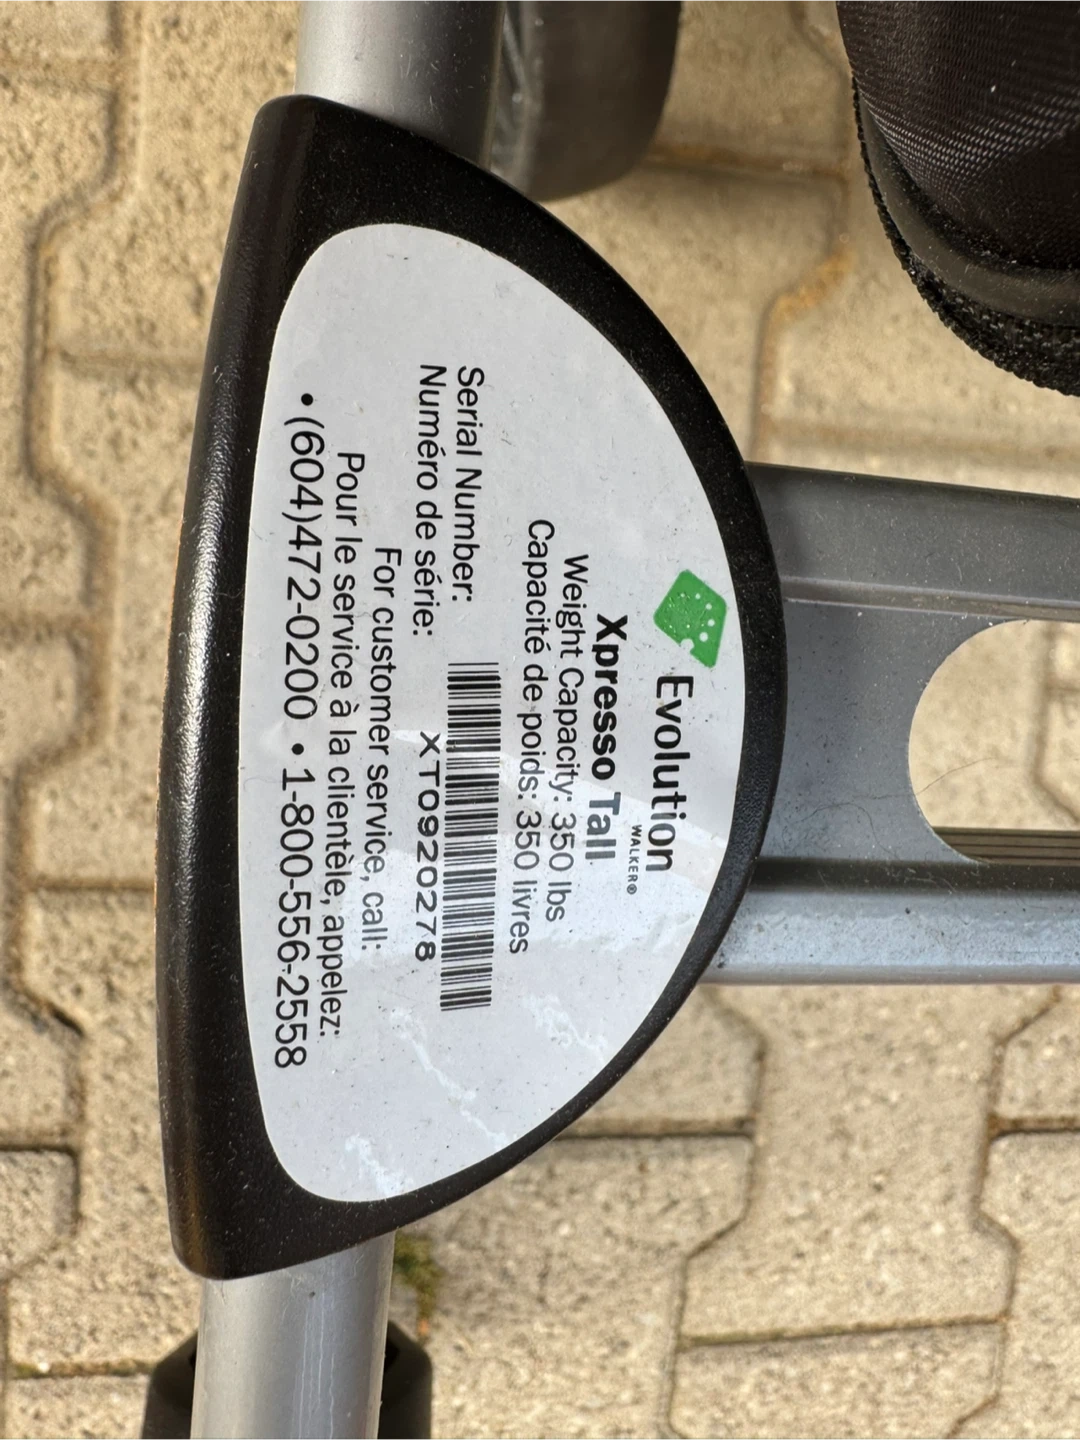 Evolution
WALKER®
Xpresso Tall
Weight Capacity: 350 lbs
Capacité de poids: 350 livres
Serial Number:
Numéro de série:
XT0920278
For customer service, call:
Pour le service à la clientèle, appelez:
• (604)472-0200 • 1-800-556-2558